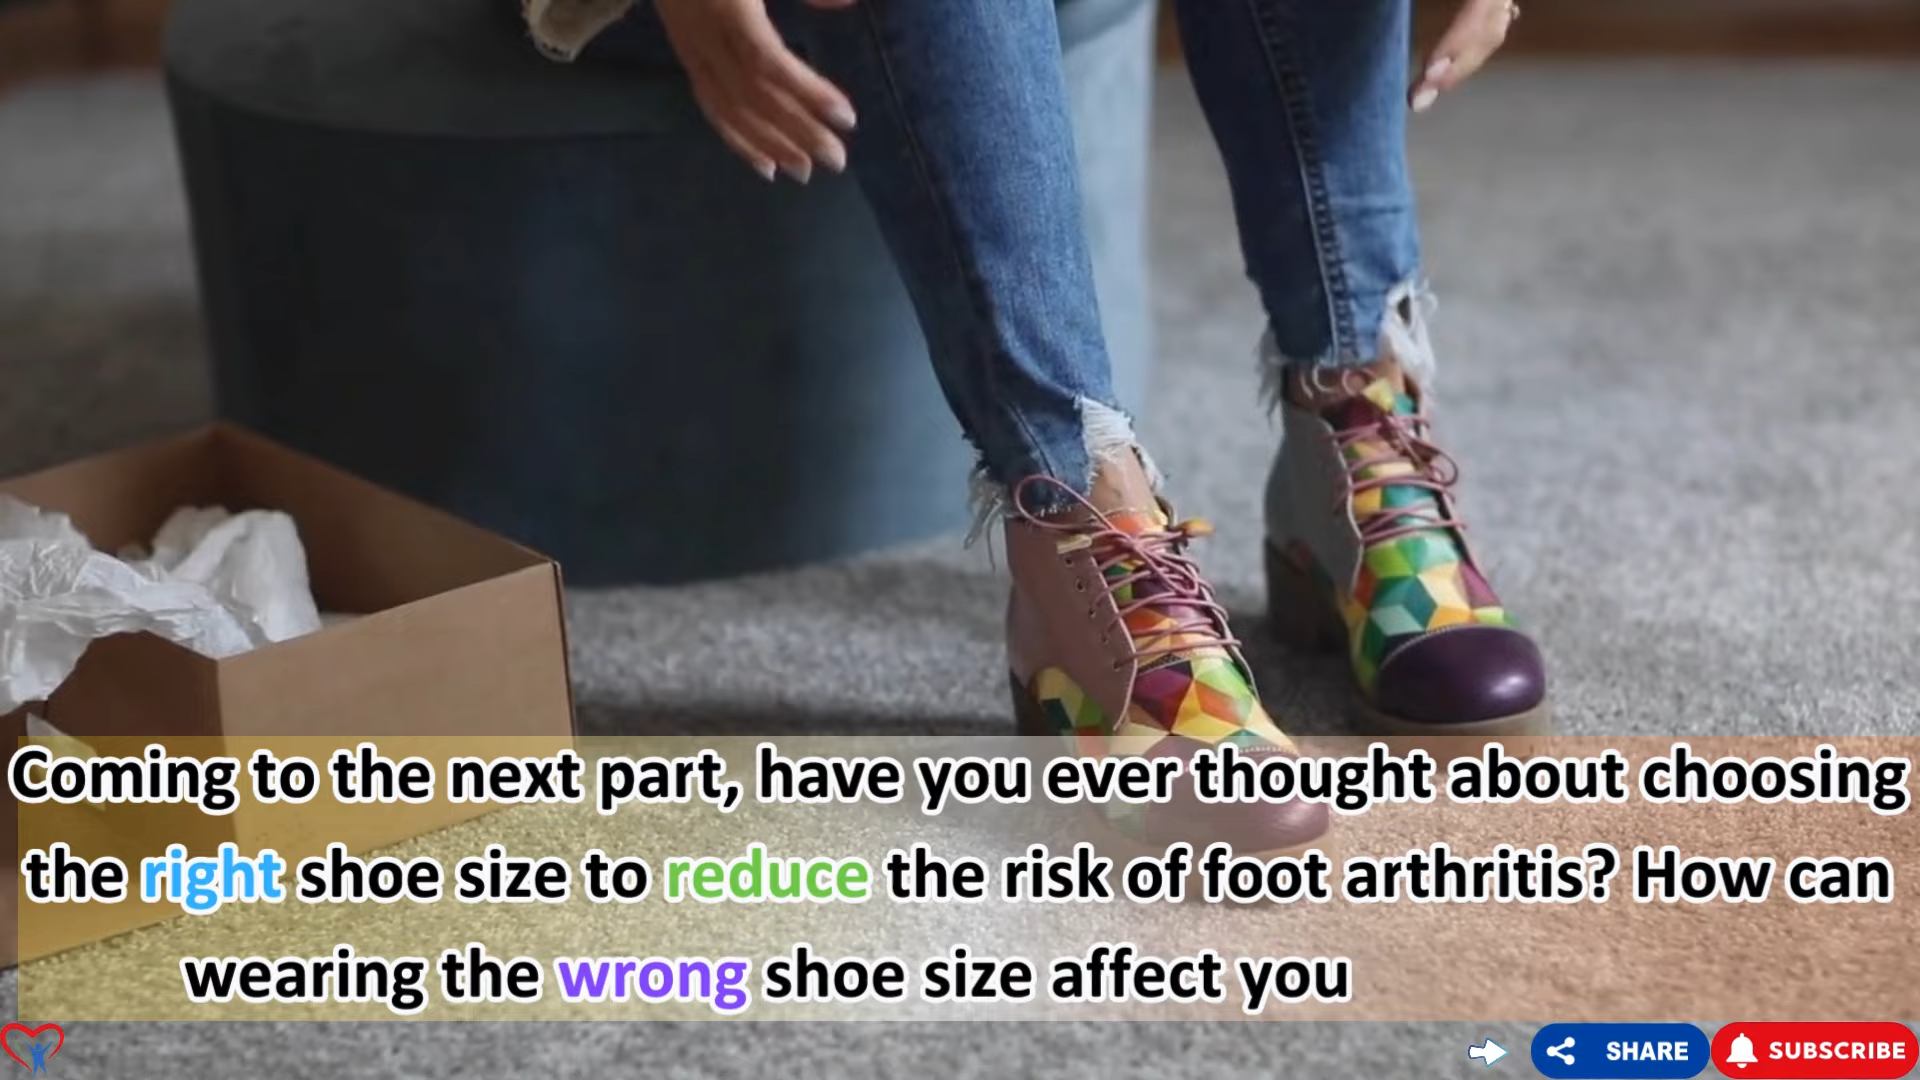 Coming to the next part, have you ever thought about choosing
the right shoe size to reduce the risk of foot arthritis? How can
wearing the wrong shoe size affect you
SHARE
SUBSCRIBE